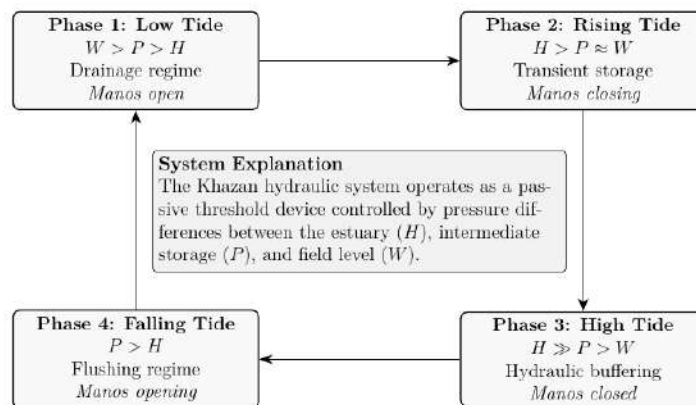 Phase 1: Low Tide
W > P > H
Drainage regime
Manos open
Phase 2: Rising Tide
H > P ≈ W
Transient storage
Manos closing
System Explanation
The Khazan hydraulic system operates as a pas-
sive threshold device controlled by pressure dif-
ferences between the estuary (H), intermediate
storage (P), and field level (W).
Phase 4: Falling Tide
P > H
Flushing regime
Manos opening
Phase 3: High Tide
H ≫ P > W
Hydraulic buffering
Manos closed